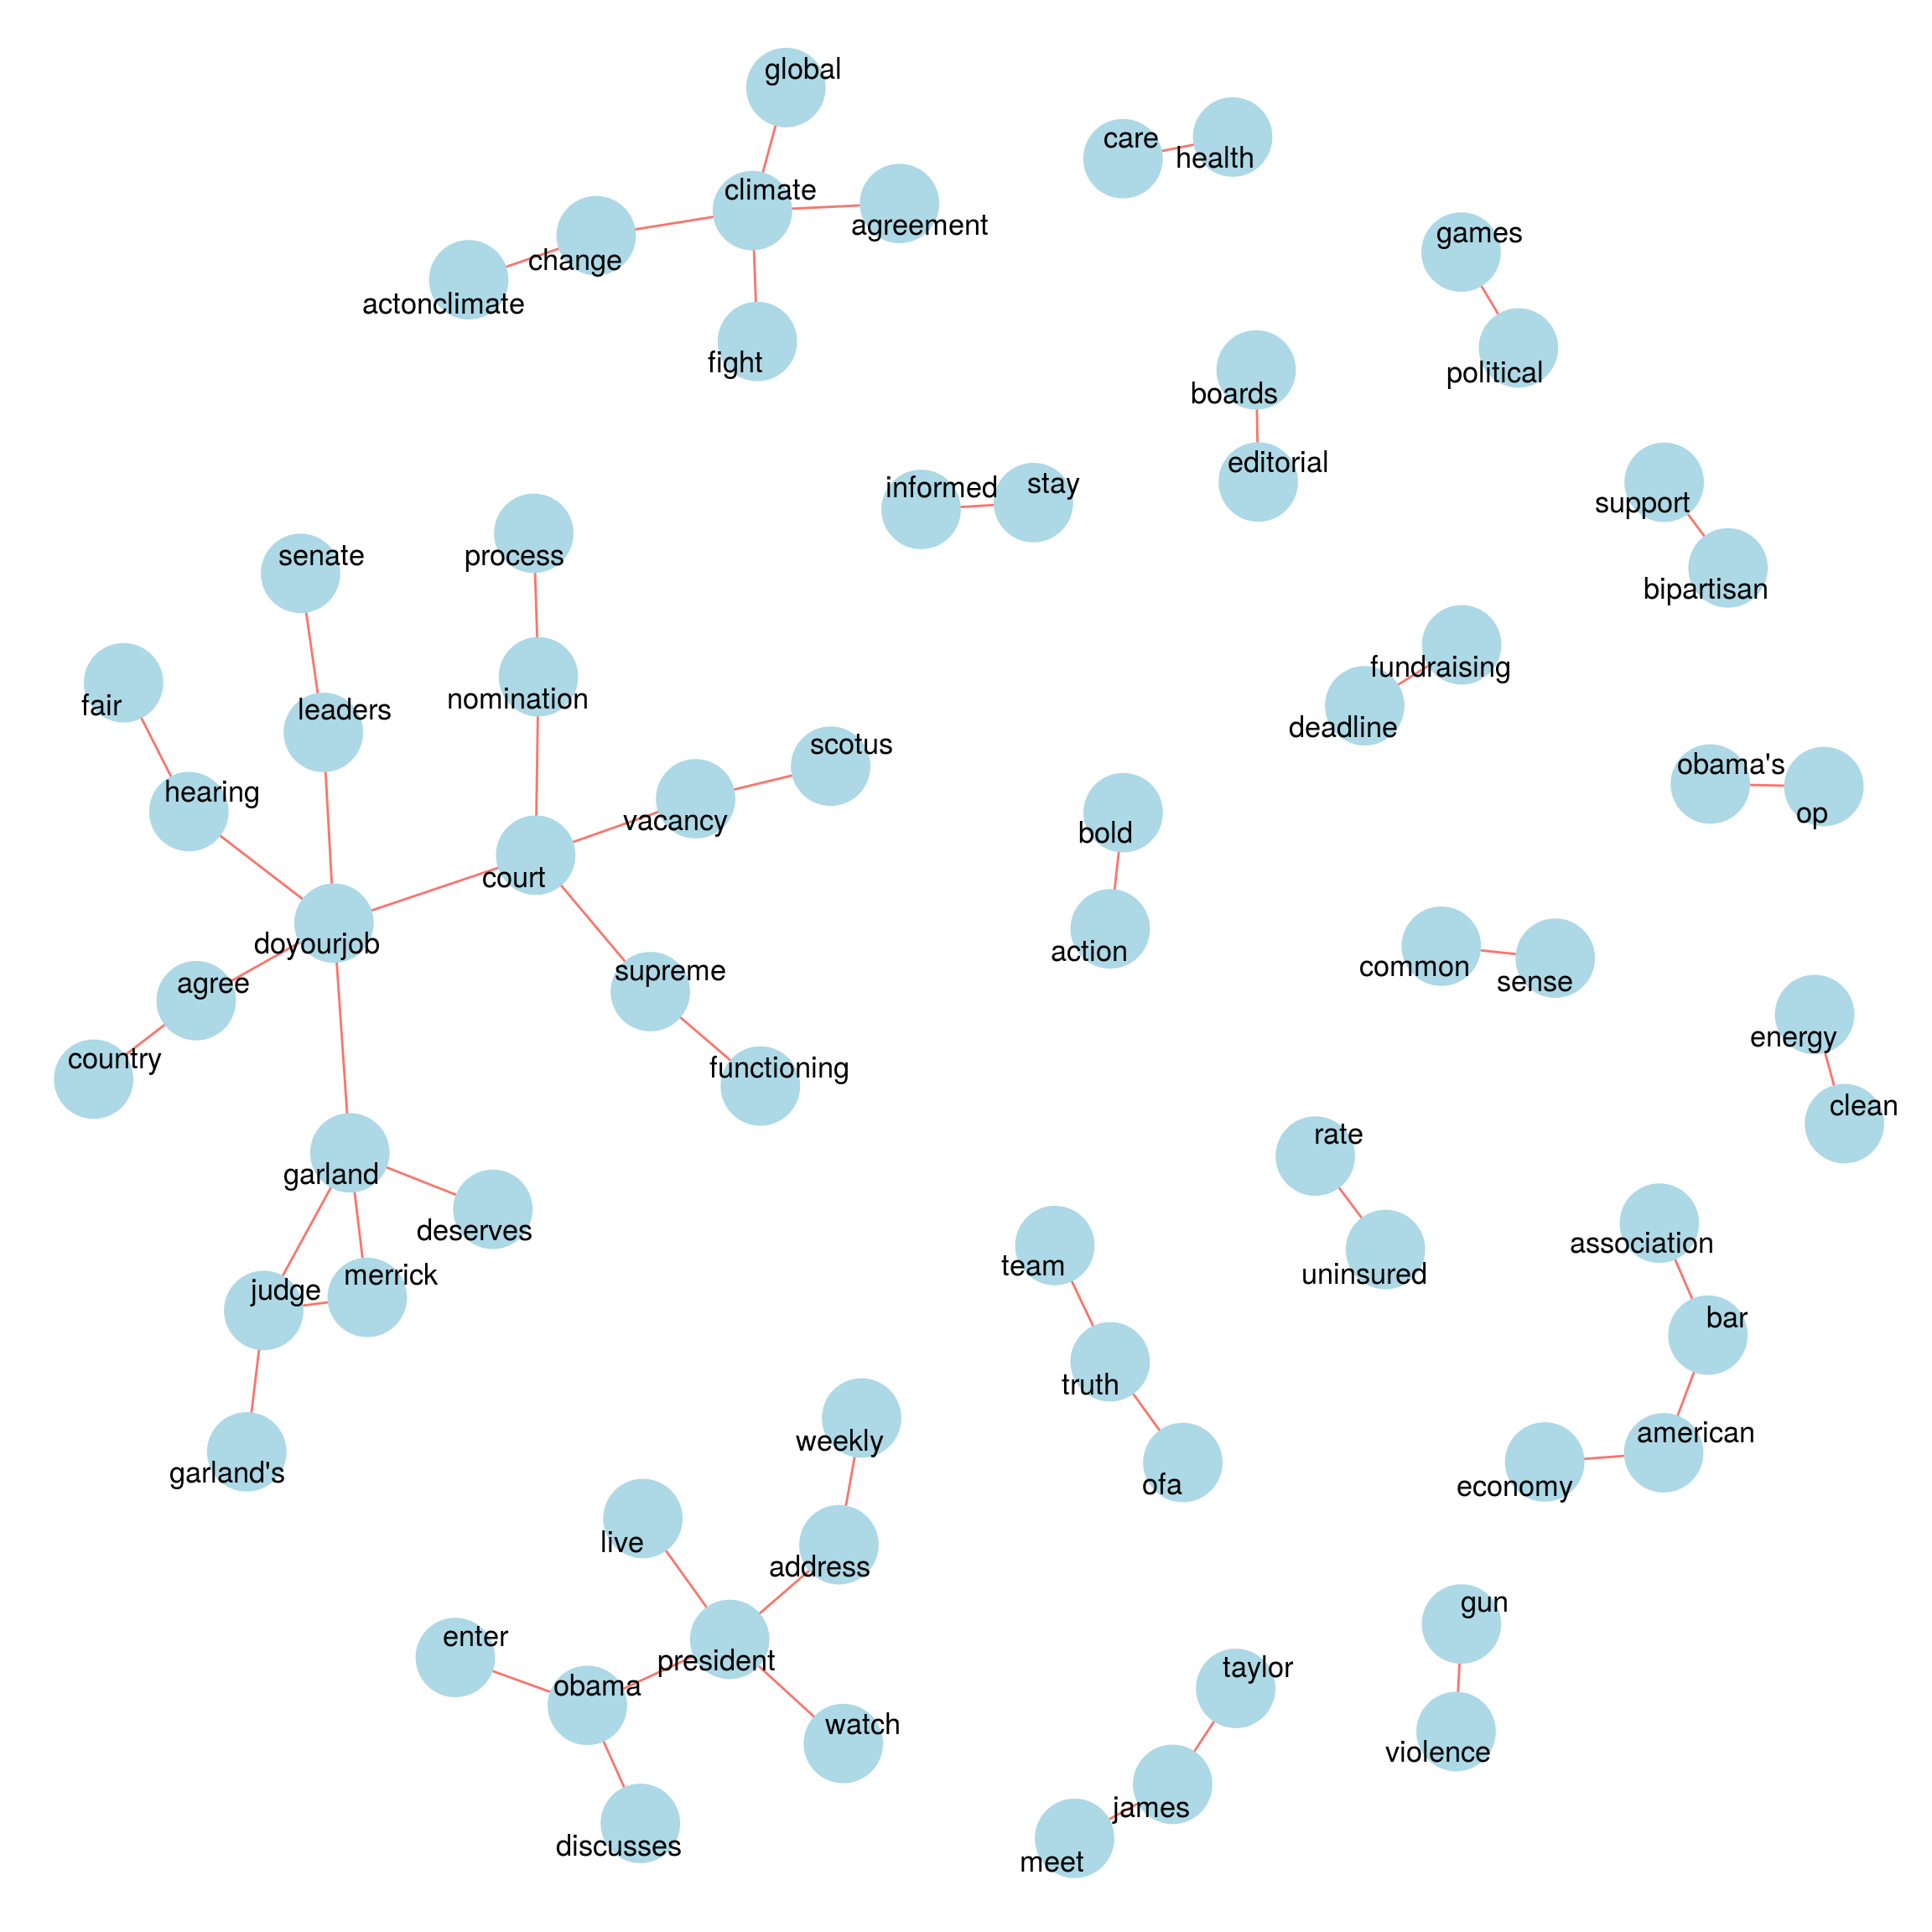 global
care
health
climate
agreement
change
actonclimate
fight
games
political
boards
editorial
informed
stay
support
bipartisan
process
senate
nomination
fair
leaders
hearing
scotus
vacancy
court
doyourjob
agree
country
supreme
functioning
fundraising
deadline
obama's
op
bold
action
common
sense
energy
clean
garland
deserves
judge
merrick
garland's
rate
uninsured
team
truth
ofa
association
bar
american
economy
weekly
live
address
enter
president
obama
watch
discusses
taylor
james
meet
gun
violence